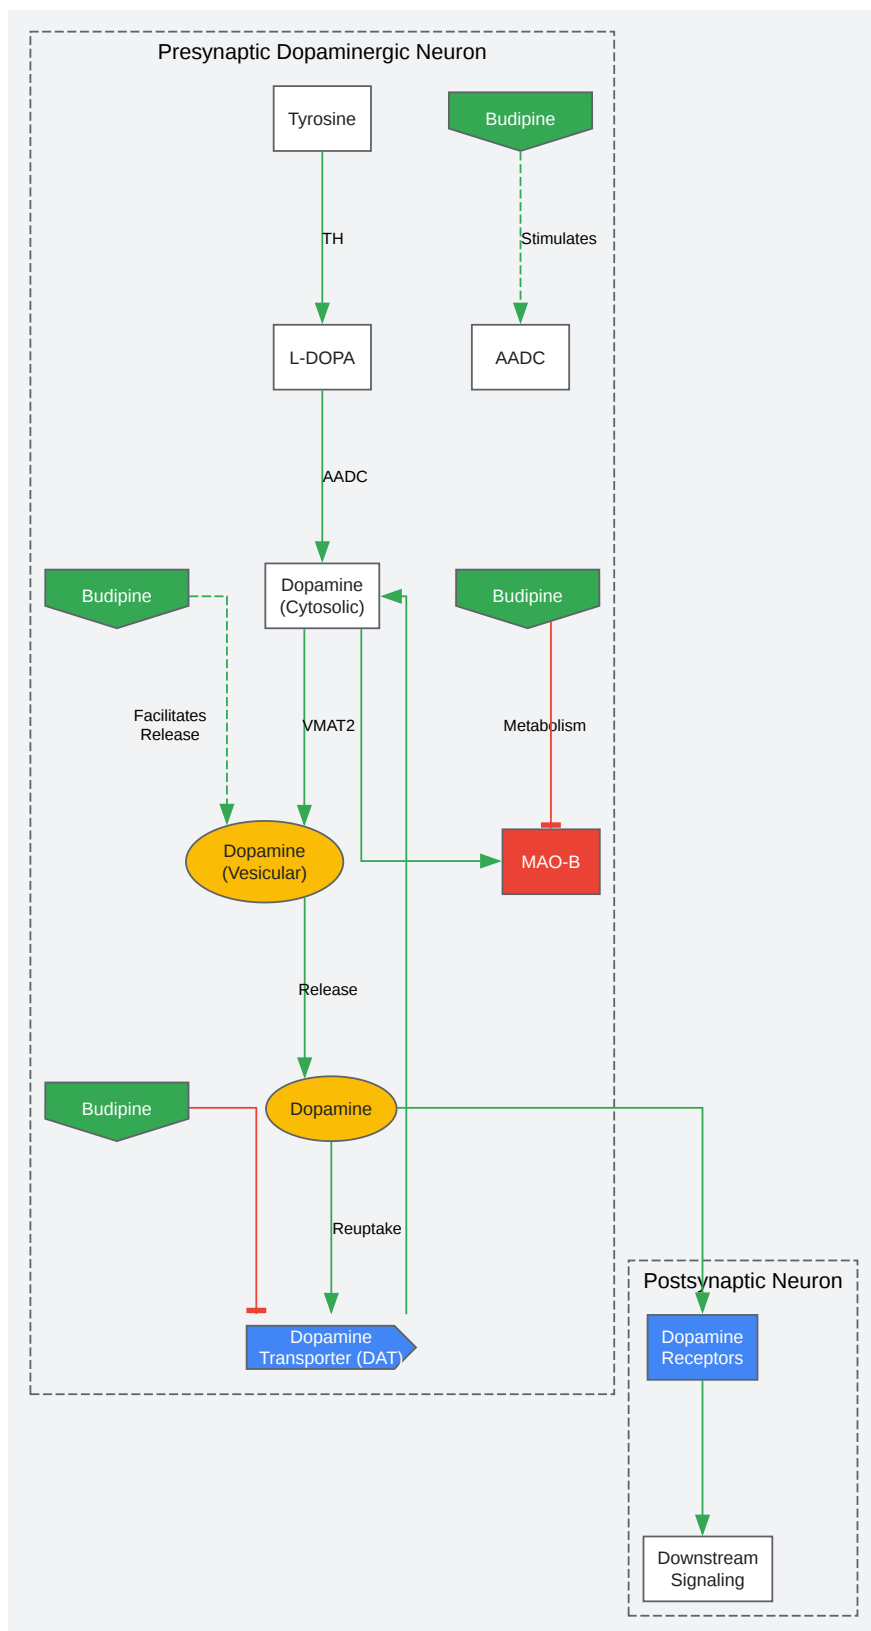 Presynaptic Dopaminergic Neuron
Tyrosine
Budipine
TH
Stimulates
L-DOPA
AADC
AADC
Budipine
Dopamine
(Cytosolic)
Budipine
Facilitates
Release
VMAT2
Metabolism
Dopamine
(Vesicular)
MAO-B
Release
Budipine
Dopamine
Reuptake
Postsynaptic Neuron
Dopamine
Transporter (DAT)
Dopamine
Receptors
Downstream
Signaling